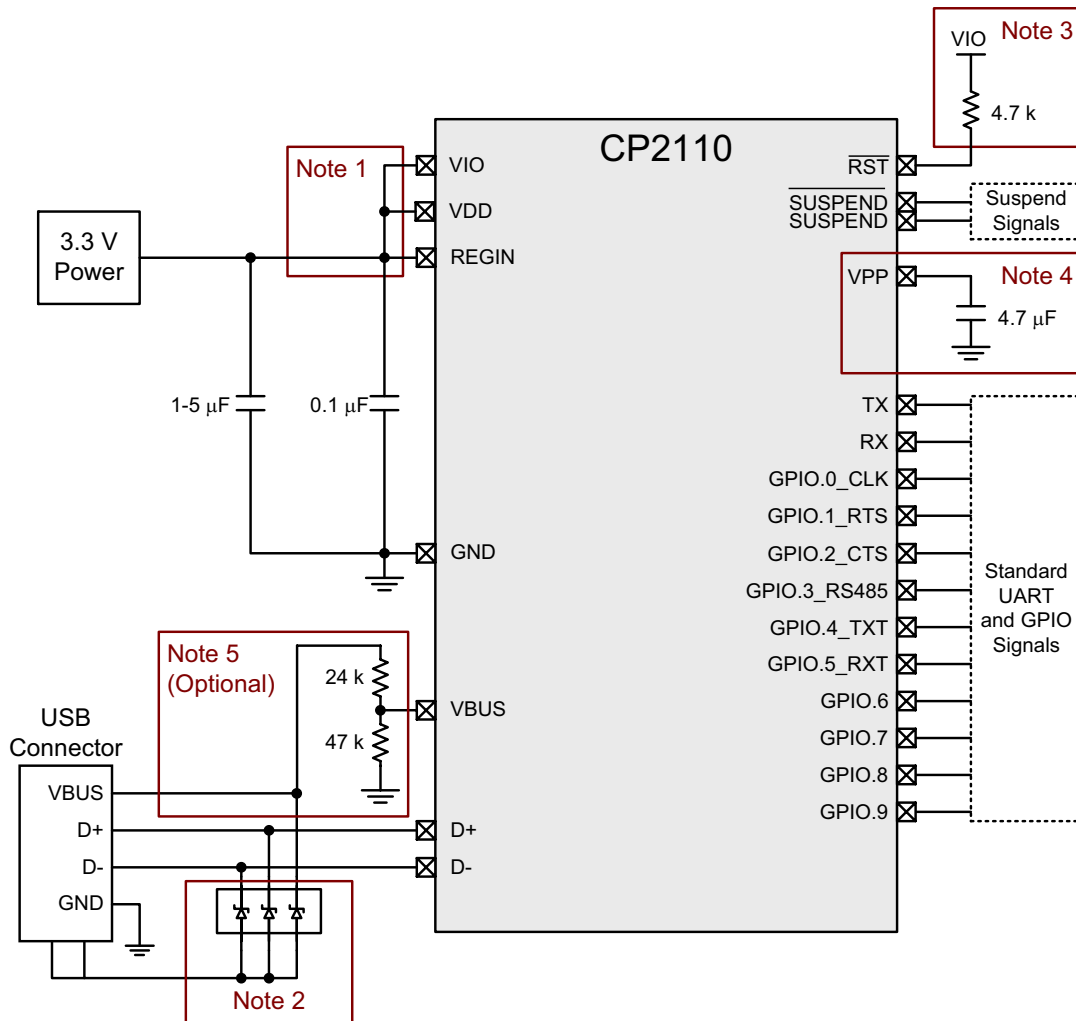 Note 3
VIO
4.7 k
CP2110
Note 1
VIO
RST
VDD
SUSPEND
SUSPEND
Suspend
Signals
3.3 V
Power
REGIN
VPP
Note 4
4.7 μF
1-5 μF
0.1 μF
TX
RX
GPIO.0_CLK
GPIO.1_RTS
GND
GPIO.2_CTS
GPIO.3_RS485
GPIO.4_TXT
GPIO.5_RXT
GPIO.6
GPIO.7
GPIO.8
GPIO.9
Standard
UART
and GPIO
Signals
Note 5
(Optional)
24 k
47 k
VBUS
USB
Connector
VBUS
D+
D-
GND
D+
D-
Note 2